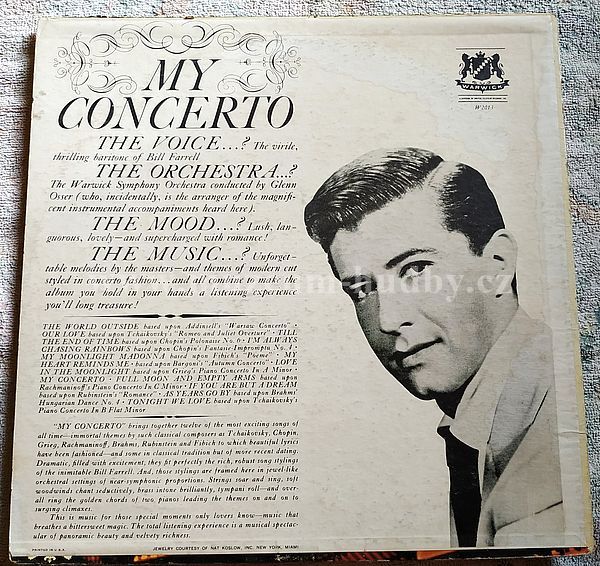 MY
CONCERTO
THE VOICE...? The virile,
thrilling baritone of Bill Farrell
THE ORCHESTRA...?
The Warwick Symphony Orchestra conducted by Glenn
Osser (who, incidentally, is the arranger of the magnifi-
cent instrumental accompaniments heard here).
THE MOOD...? Lush, lan-
guorous, lovely—and supercharged with romance!
THE MUSIC...? Unforget-
table melodies by the masters—and themes of modern cut
styled in concerto fashion...and all combine to make the
album you hold in your hands a listening experience
you'll long treasure!
THE WORLD OUTSIDE based upon Addinsell's "Warsaw Concerto" •
OUR LOVE based upon Tchaikovsky's "Romeo and Juliet Overture" • TILL
THE END OF TIME based upon Chopin's Polonaise No. 6 • I'M ALWAYS
CHASING RAINBOWS based upon Chopin's Fantasie Impromptu No. 4 •
MY MOONLIGHT MADONNA based upon Fibich's "Poeme" • MY
HEART REMINDS ME • based upon Bargoni's "Autumn Concerto" • LOVE
IN THE MOONLIGHT based upon Grieg's Piano Concerto In A Minor •
MY CONCERTO • FULL MOON AND EMPTY ARMS based upon
Rachmaninoff's Piano Concerto In C Minor • IF YOU ARE BUT A DREAM
based upon Rubinstein's "Romance" • AS YEARS GO BY based upon Brahms'
Hungarian Dance No. 4 • TONIGHT WE LOVE based upon Tchaikovsky's
Piano Concerto In B Flat Minor
"MY CONCERTO" brings together twelve of the most exciting songs of
all time—immortal themes by such classical composers as Tchaikovsky, Chopin,
Grieg, Rachmaninoff, Brahms, Rubinstein and Fibich to which beautiful lyrics
have been fashioned—and some in classical tradition but of more recent dating.
Dramatic, filled with excitement; they fit perfectly the rich, robust song stylings
of the inimitable Bill Farrell. And, those stylings are framed here in jewel-like
orchestral settings of near-symphonic proportions. Strings soar and sing, soft
woodwinds chant seductively, brass intone brilliantly, tympani roll—and over-
all ring the golden chords of two pianos leading the themes on and on to
surging climaxes.
This is music for those special moments only lovers know—music that
breathes a bittersweet magic. The total listening experience is a musical spectac-
ular of panoramic beauty and velvety richness.
WARWICK
W 2013
m-hudby.cz
PRINTED IN U.S.A.
JEWELRY COURTESY OF NAT KOSLOW, INC. NEW YORK, MIAMI